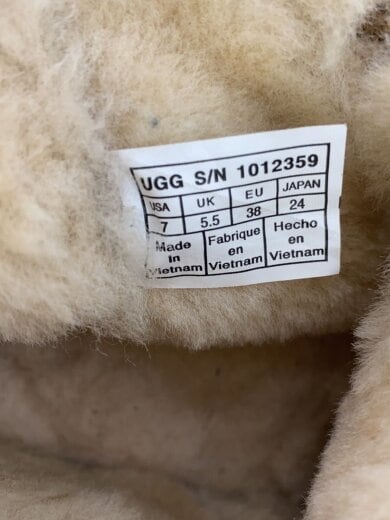 UGG S/N 1012359
USA UK EU JAPAN
7 5.5 38 24
Made Fabrique Hecho
In en en
Vietnam Vietnam Vietnam